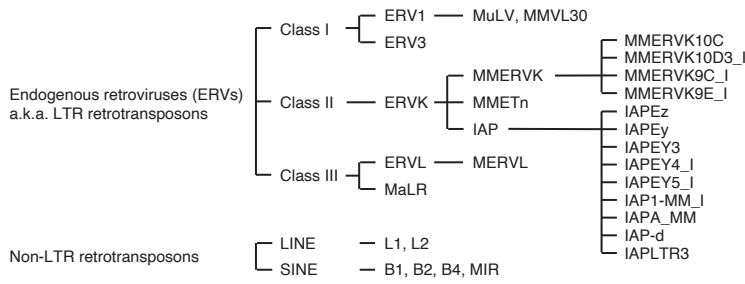 Endogenous retroviruses (ERVs)
a.k.a. LTR retrotransposons
Class I
ERV1
MuLV, MMVL30
ERV3
Class II
ERVK
MMERVK
MMERVK10C
MMERVK10D3_I
MMERVK9C_I
MMERVK9E_I
MMETn
IAP
IAPEz
IAPEy
IAPEY3
IAPEY4_I
IAPEY5_I
IAP1-MM_I
IAPA_MM
IAP-d
IAPLTR3
Class III
ERVL
MERVL
MaLR
Non-LTR retrotransposons
LINE
L1, L2
SINE
B1, B2, B4, MIR